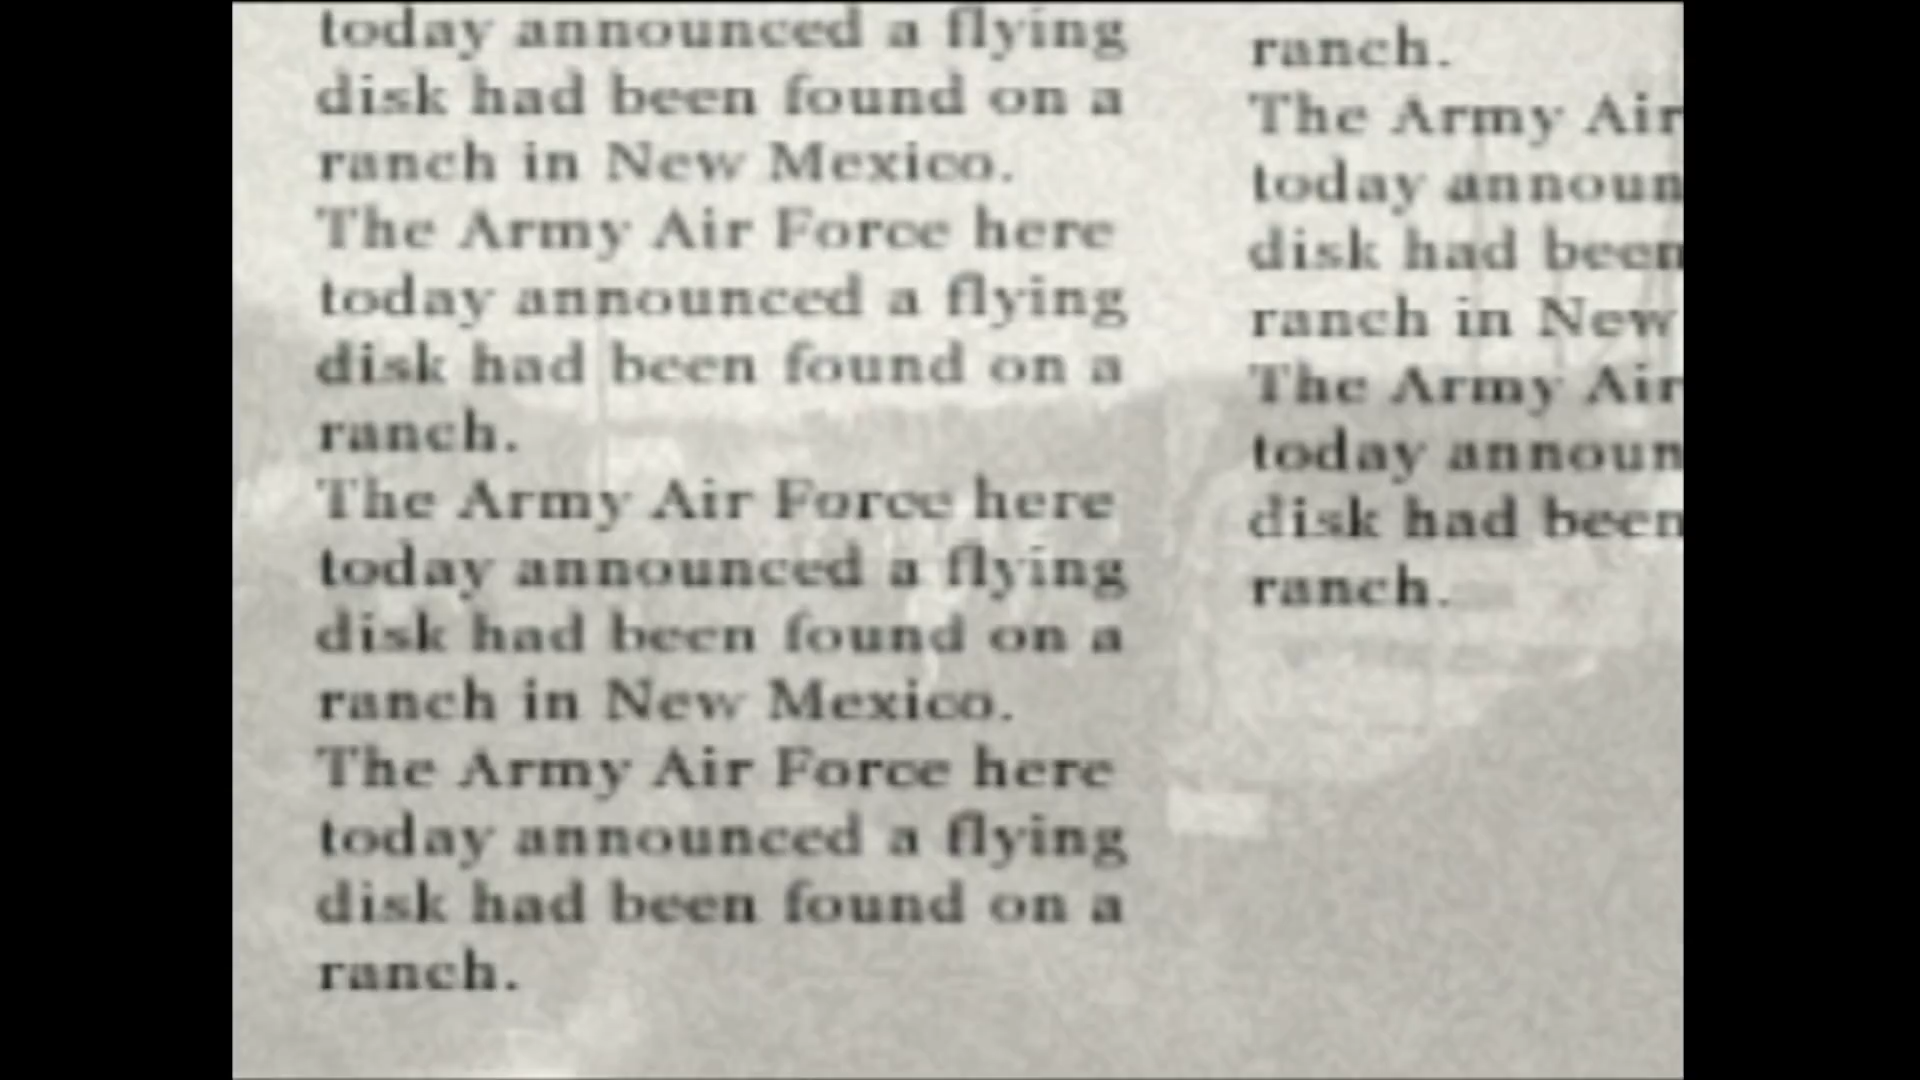 today announced a flying
disk had been found on a
ranch in New Mexico.
The Army Air Force here
today announced a flying
disk had been found on a
ranch.
The Army Air Force here
today announced a flying
disk had been found on a
ranch in New Mexico.
The Army Air Force here
today announced a flying
disk had been found on a
ranch.
ranch.
The Army Air
today announ
disk had been
ranch in New
The Army Air
today announ
disk had been
ranch.